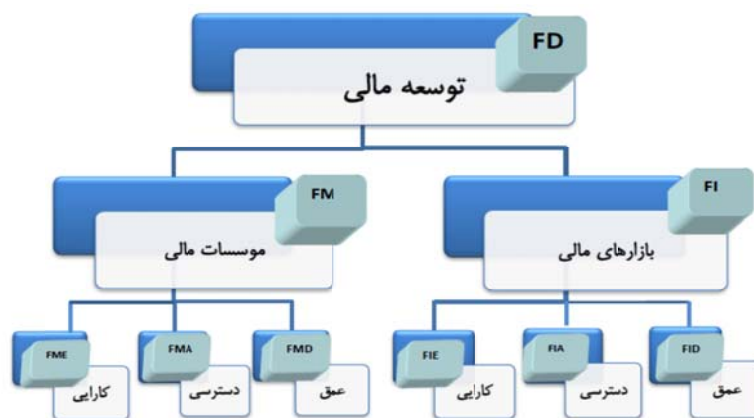 FD
توسعه مالی
FI
بازارهای مالی
FM
موسسات مالی
FID
عمق
FIA
دسترسی
FIE
کارایی
FMD
عمق
FMA
دسترسی
FME
کارایی